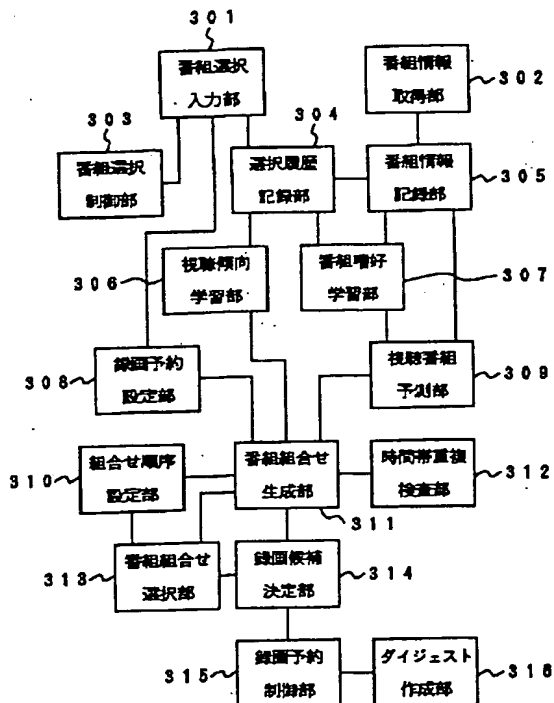 301
番組選択
入力部
302
番組情報
取得部
303
番組選択
制御部
304
選択履歴
記録部
305
番組情報
記録部
306
視聴傾向
学習部
307
番組嗜好
学習部
308
録画予約
設定部
309
視聴番組
予測部
310
組合せ順序
設定部
番組組合せ
生成部
311
時間帯重複
検査部
312
313
番組組合せ
選択部
録画候補
決定部
314
315
録画予約
制御部
ダイジェスト
作成部
316